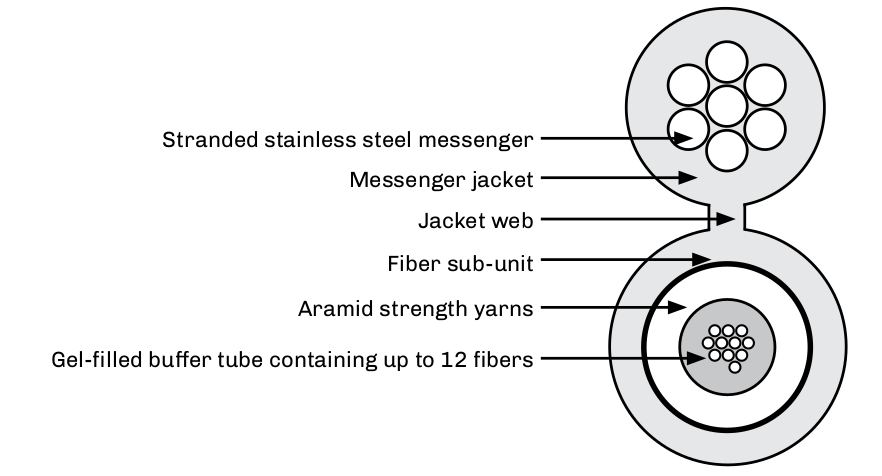 Stranded stainless steel messenger
Messenger jacket
Jacket web
Fiber sub-unit
Aramid strength yarns
Gel-filled buffer tube containing up to 12 fibers